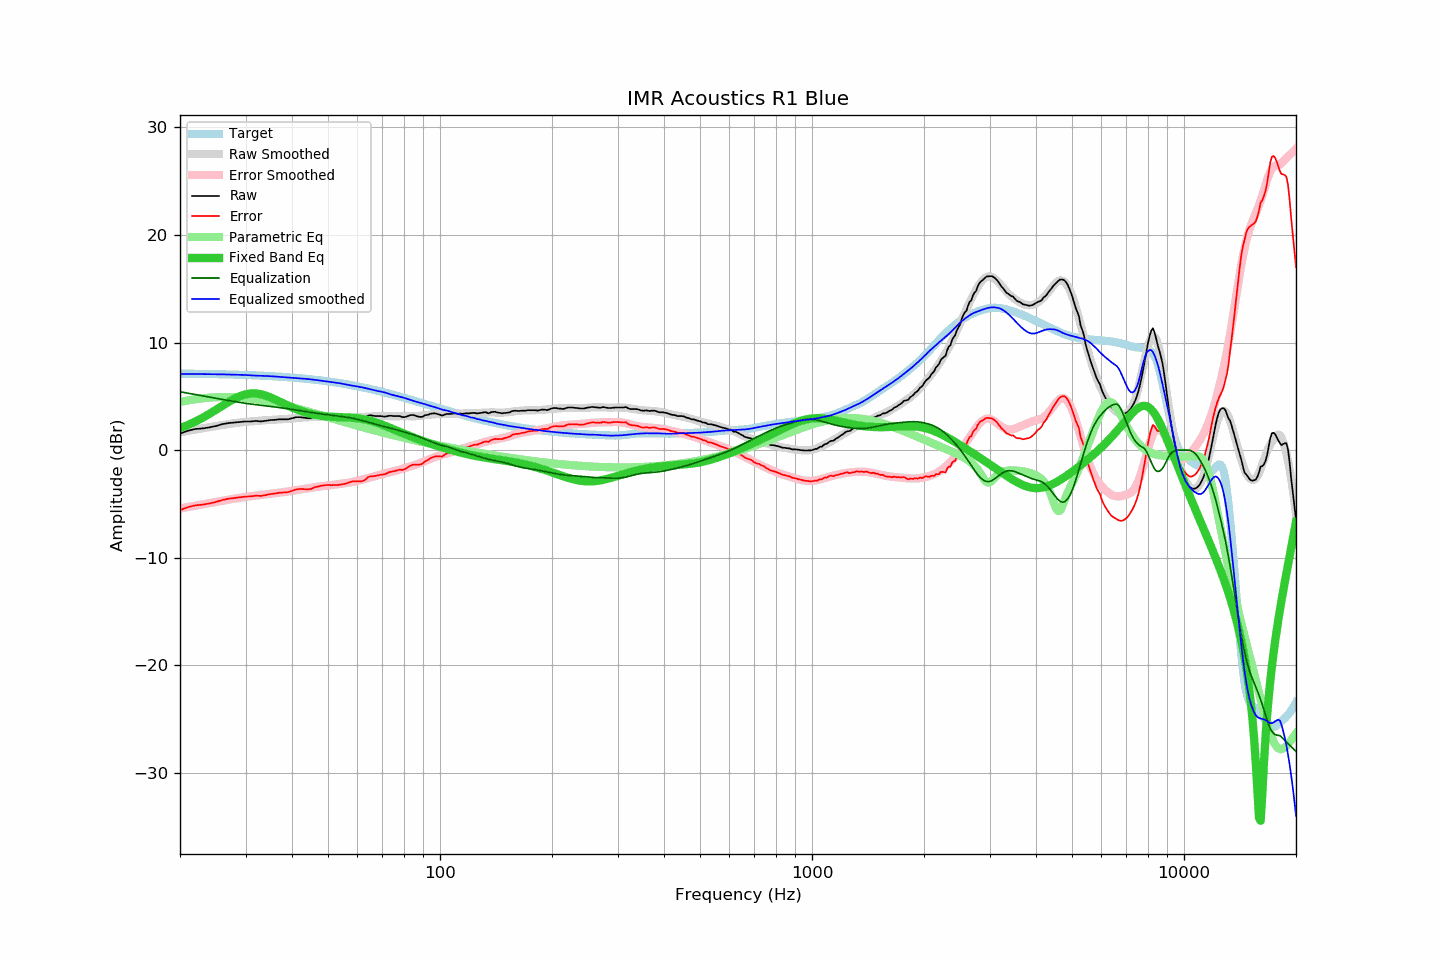 IMR Acoustics R1 Blue
30
20
10
0
−10
−20
−30
Amplitude (dBr)
Target
Raw Smoothed
Error Smoothed
Raw
Error
Parametric Eq
Fixed Band Eq
Equalization
Equalized smoothed
100
1000
10000
Frequency (Hz)